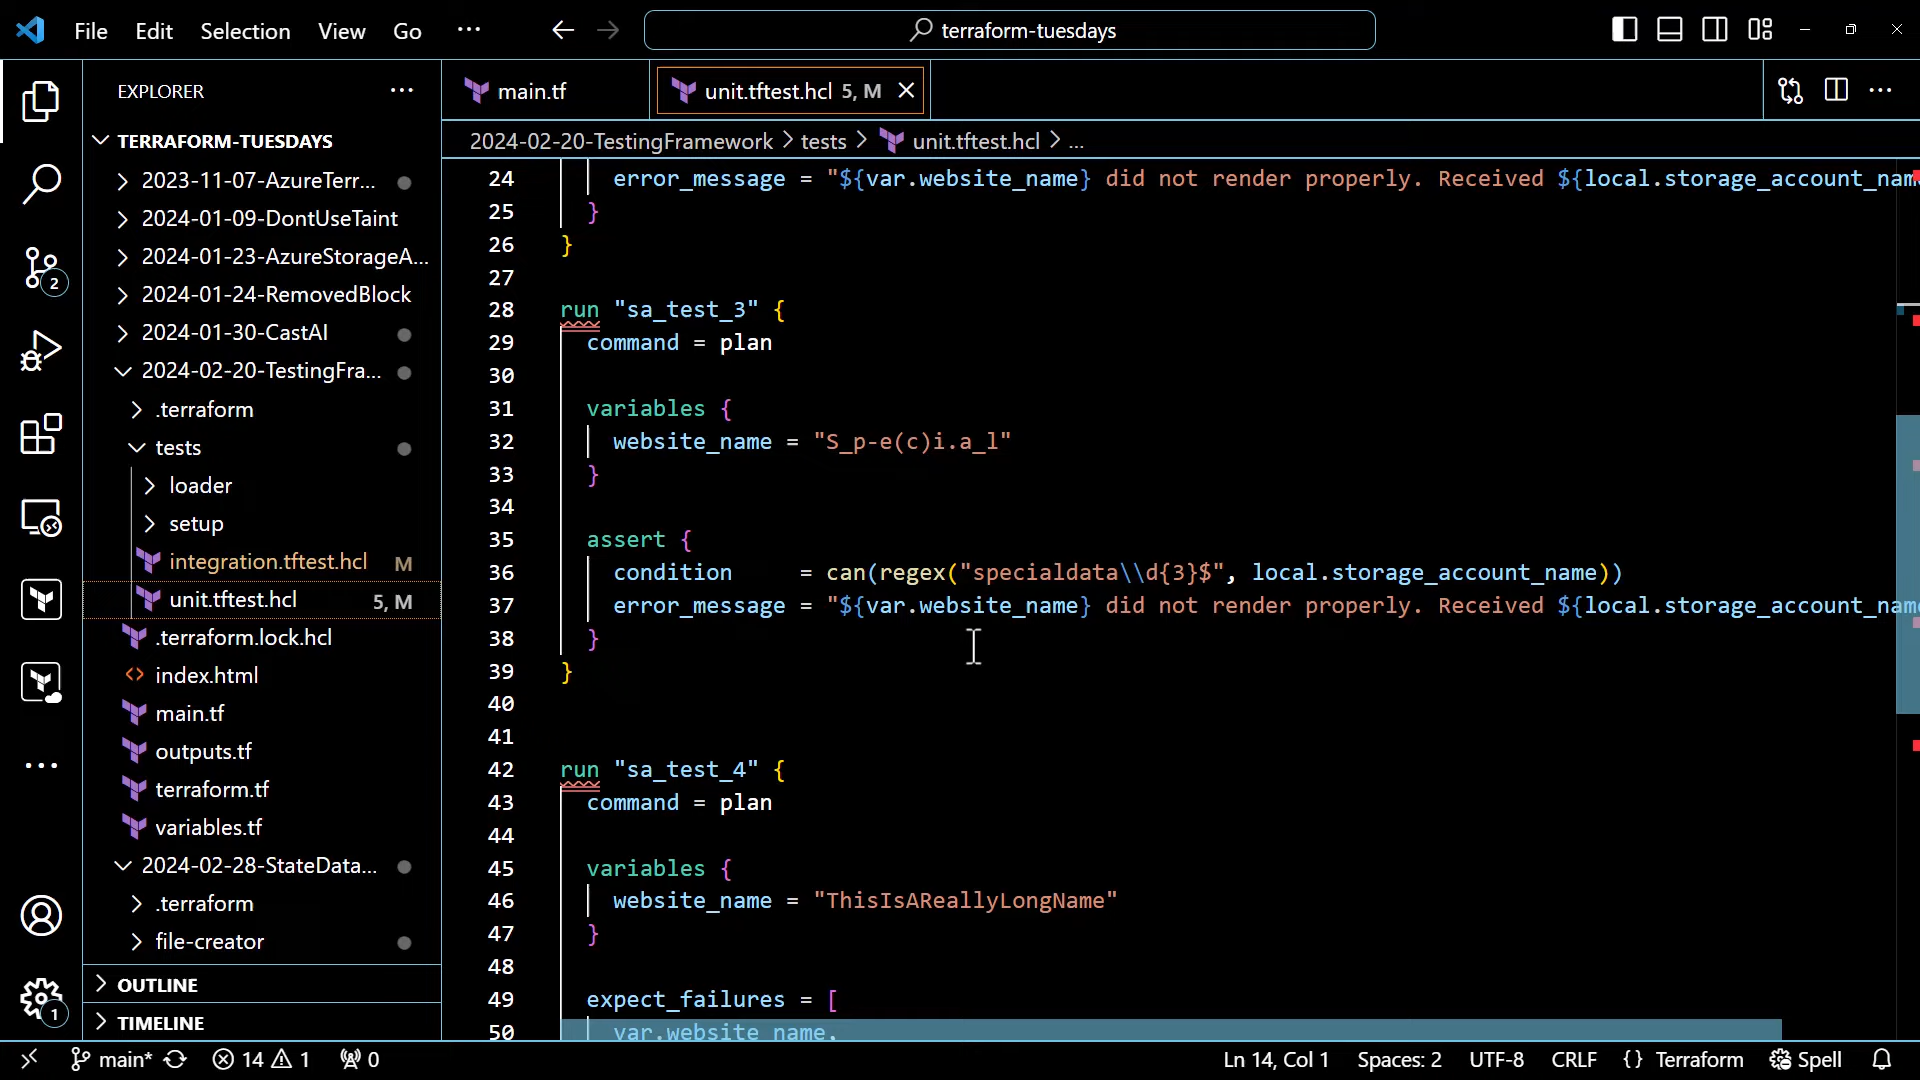 File Edit Selection View Go ··· terraform-tuesdays
EXPLORER ···
TERRAFORM-TUESDAYS
2023-11-07-AzureTerr...
2024-01-09-DontUseTaint
2024-01-23-AzureStorageA...
2024-01-24-RemovedBlock
2024-01-30-CastAI
2024-02-20-TestingFra...
.terraform
tests
loader
setup
integration.tftest.hcl M
unit.tftest.hcl 5, M
.terraform.lock.hcl
<> index.html
main.tf
outputs.tf
terraform.tf
variables.tf
2024-02-28-StateData...
.terraform
file-creator
OUTLINE
TIMELINE
2
1
main.tf unit.tftest.hcl 5, M
2024-02-20-TestingFramework > tests > unit.tftest.hcl > ...
24 error_message = "${var.website_name} did not render properly. Received ${local.storage_account_nam
25 }
26 }
27
28 run "sa_test_3" {
29 command = plan
30
31 variables {
32 website_name = "S_p-e(c)i.a_l"
33 }
34
35 assert {
36 condition = can(regex("specialdata\\d{3}$", local.storage_account_name))
37 error_message = "${var.website_name} did not render properly. Received ${local.storage_account_nam
38 }
39 }
40
41
42 run "sa_test_4" {
43 command = plan
44
45 variables {
46 website_name = "ThisIsAReallyLongName"
47 }
48
49 expect_failures = [
50 var.website_name,
main* 14 1 0 Ln 14, Col 1 Spaces: 2 UTF-8 CRLF {} Terraform Spell